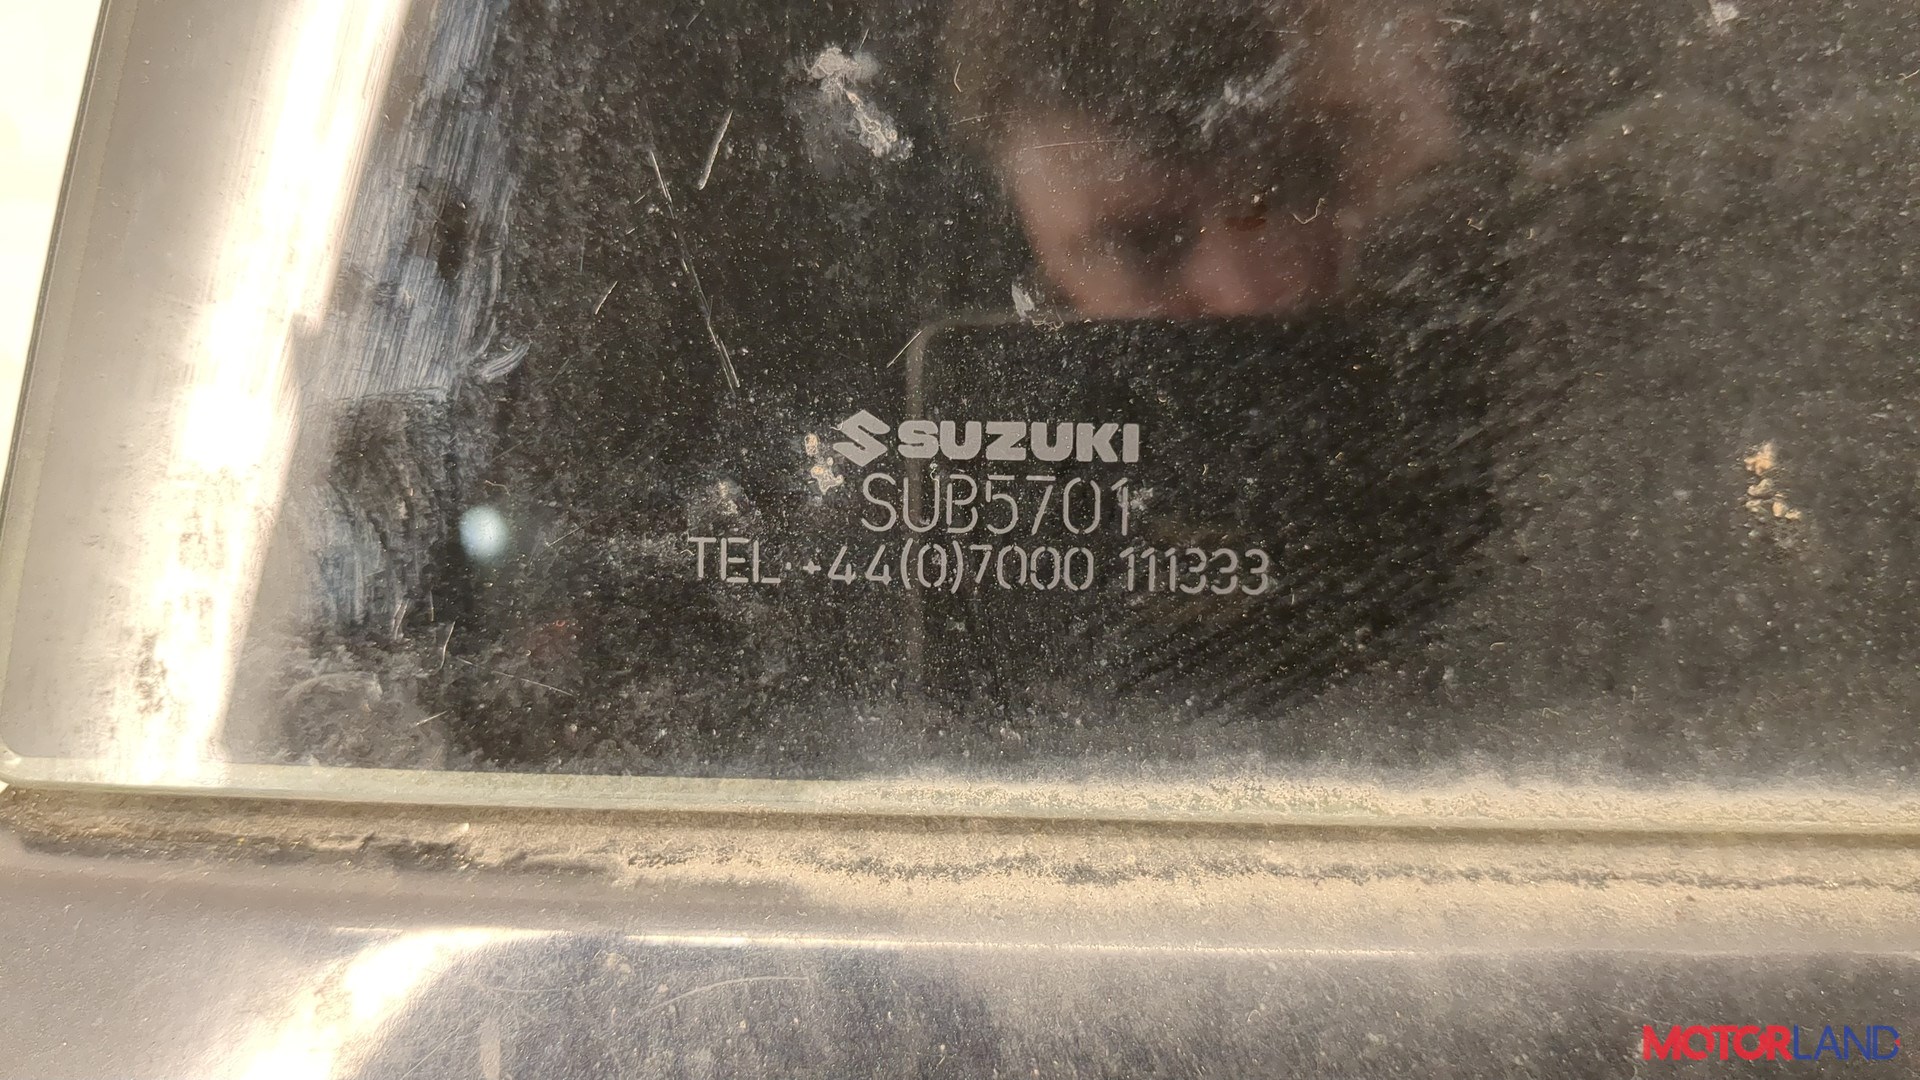 SUZUKI
SUB5701
TEL·+44(0)7000 111333
MOTORLAND